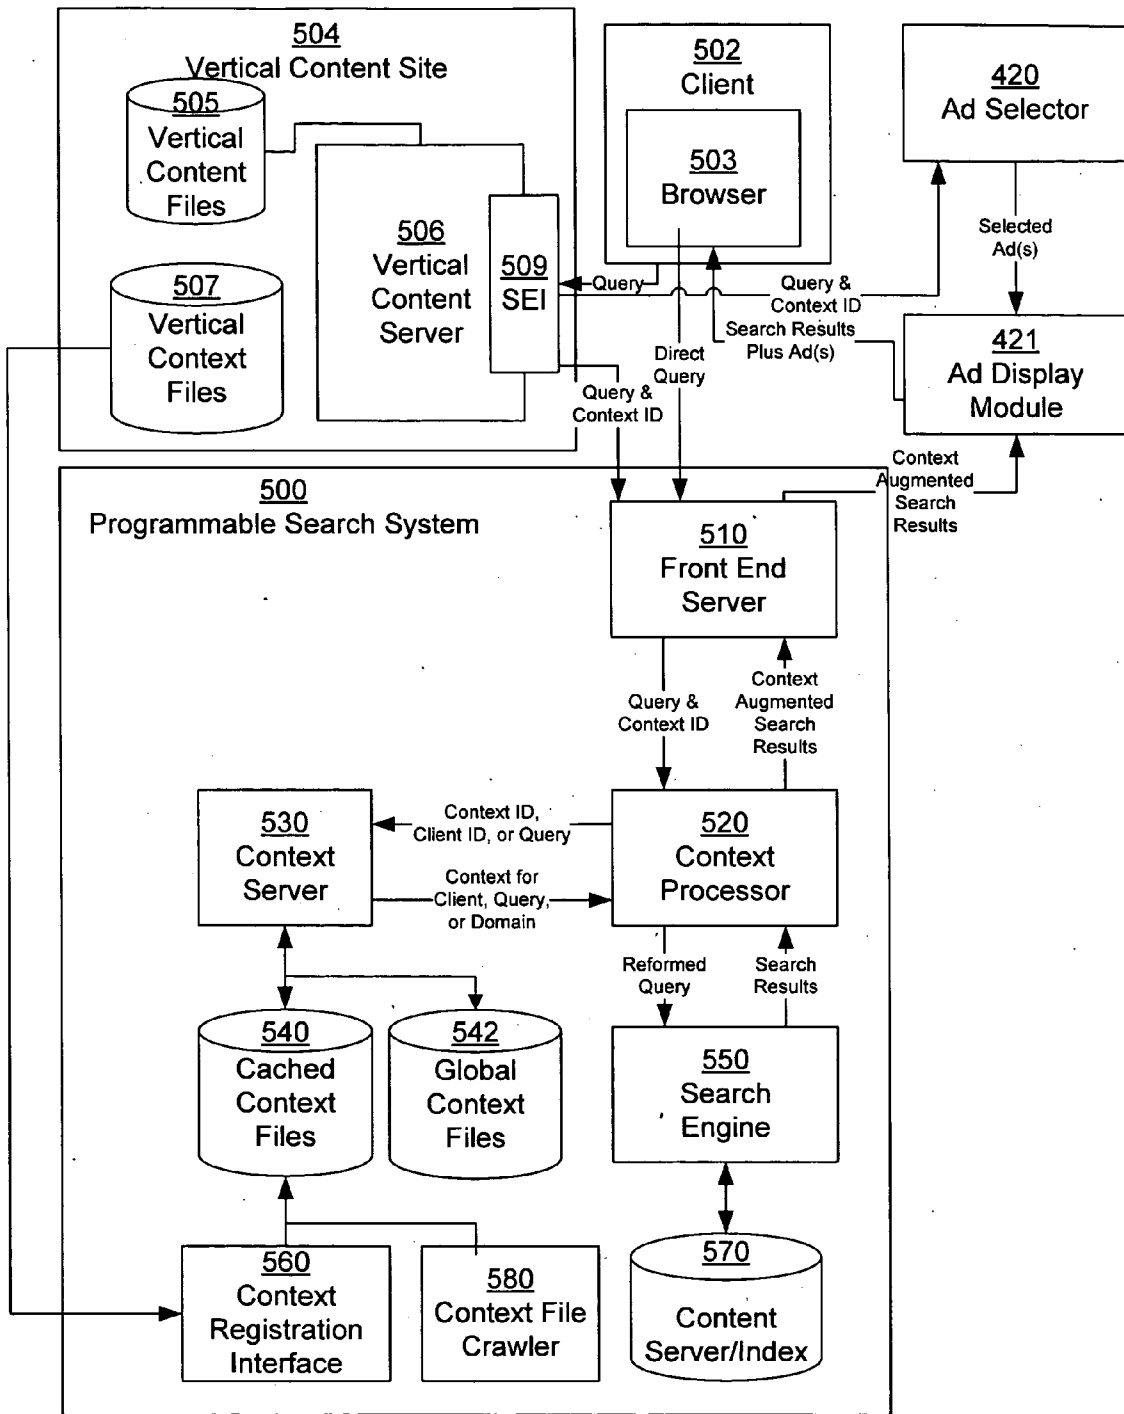 504
Vertical Content Site
505
Vertical
Content
Files
507
Vertical
Context
Files
506
Vertical
Content
Server
509
SEI
502
Client
503
Browser
420
Ad Selector
Selected
Ad(s)
Query
Query &
Context ID
Search Results
Plus Ad(s)
421
Ad Display
Module
Direct
Query
Query &
Context ID
Context
Augmented
Search
Results
500
Programmable Search System
510
Front End
Server
Query &
Context ID
Context
Augmented
Search
Results
530
Context
Server
Context ID,
Client ID, or Query
Context for
Client, Query,
or Domain
520
Context
Processor
Reformed
Query
Search
Results
540
Cached
Context
Files
542
Global
Context
Files
550
Search
Engine
560
Context
Registration
Interface
580
Context File
Crawler
570
Content
Server/Index